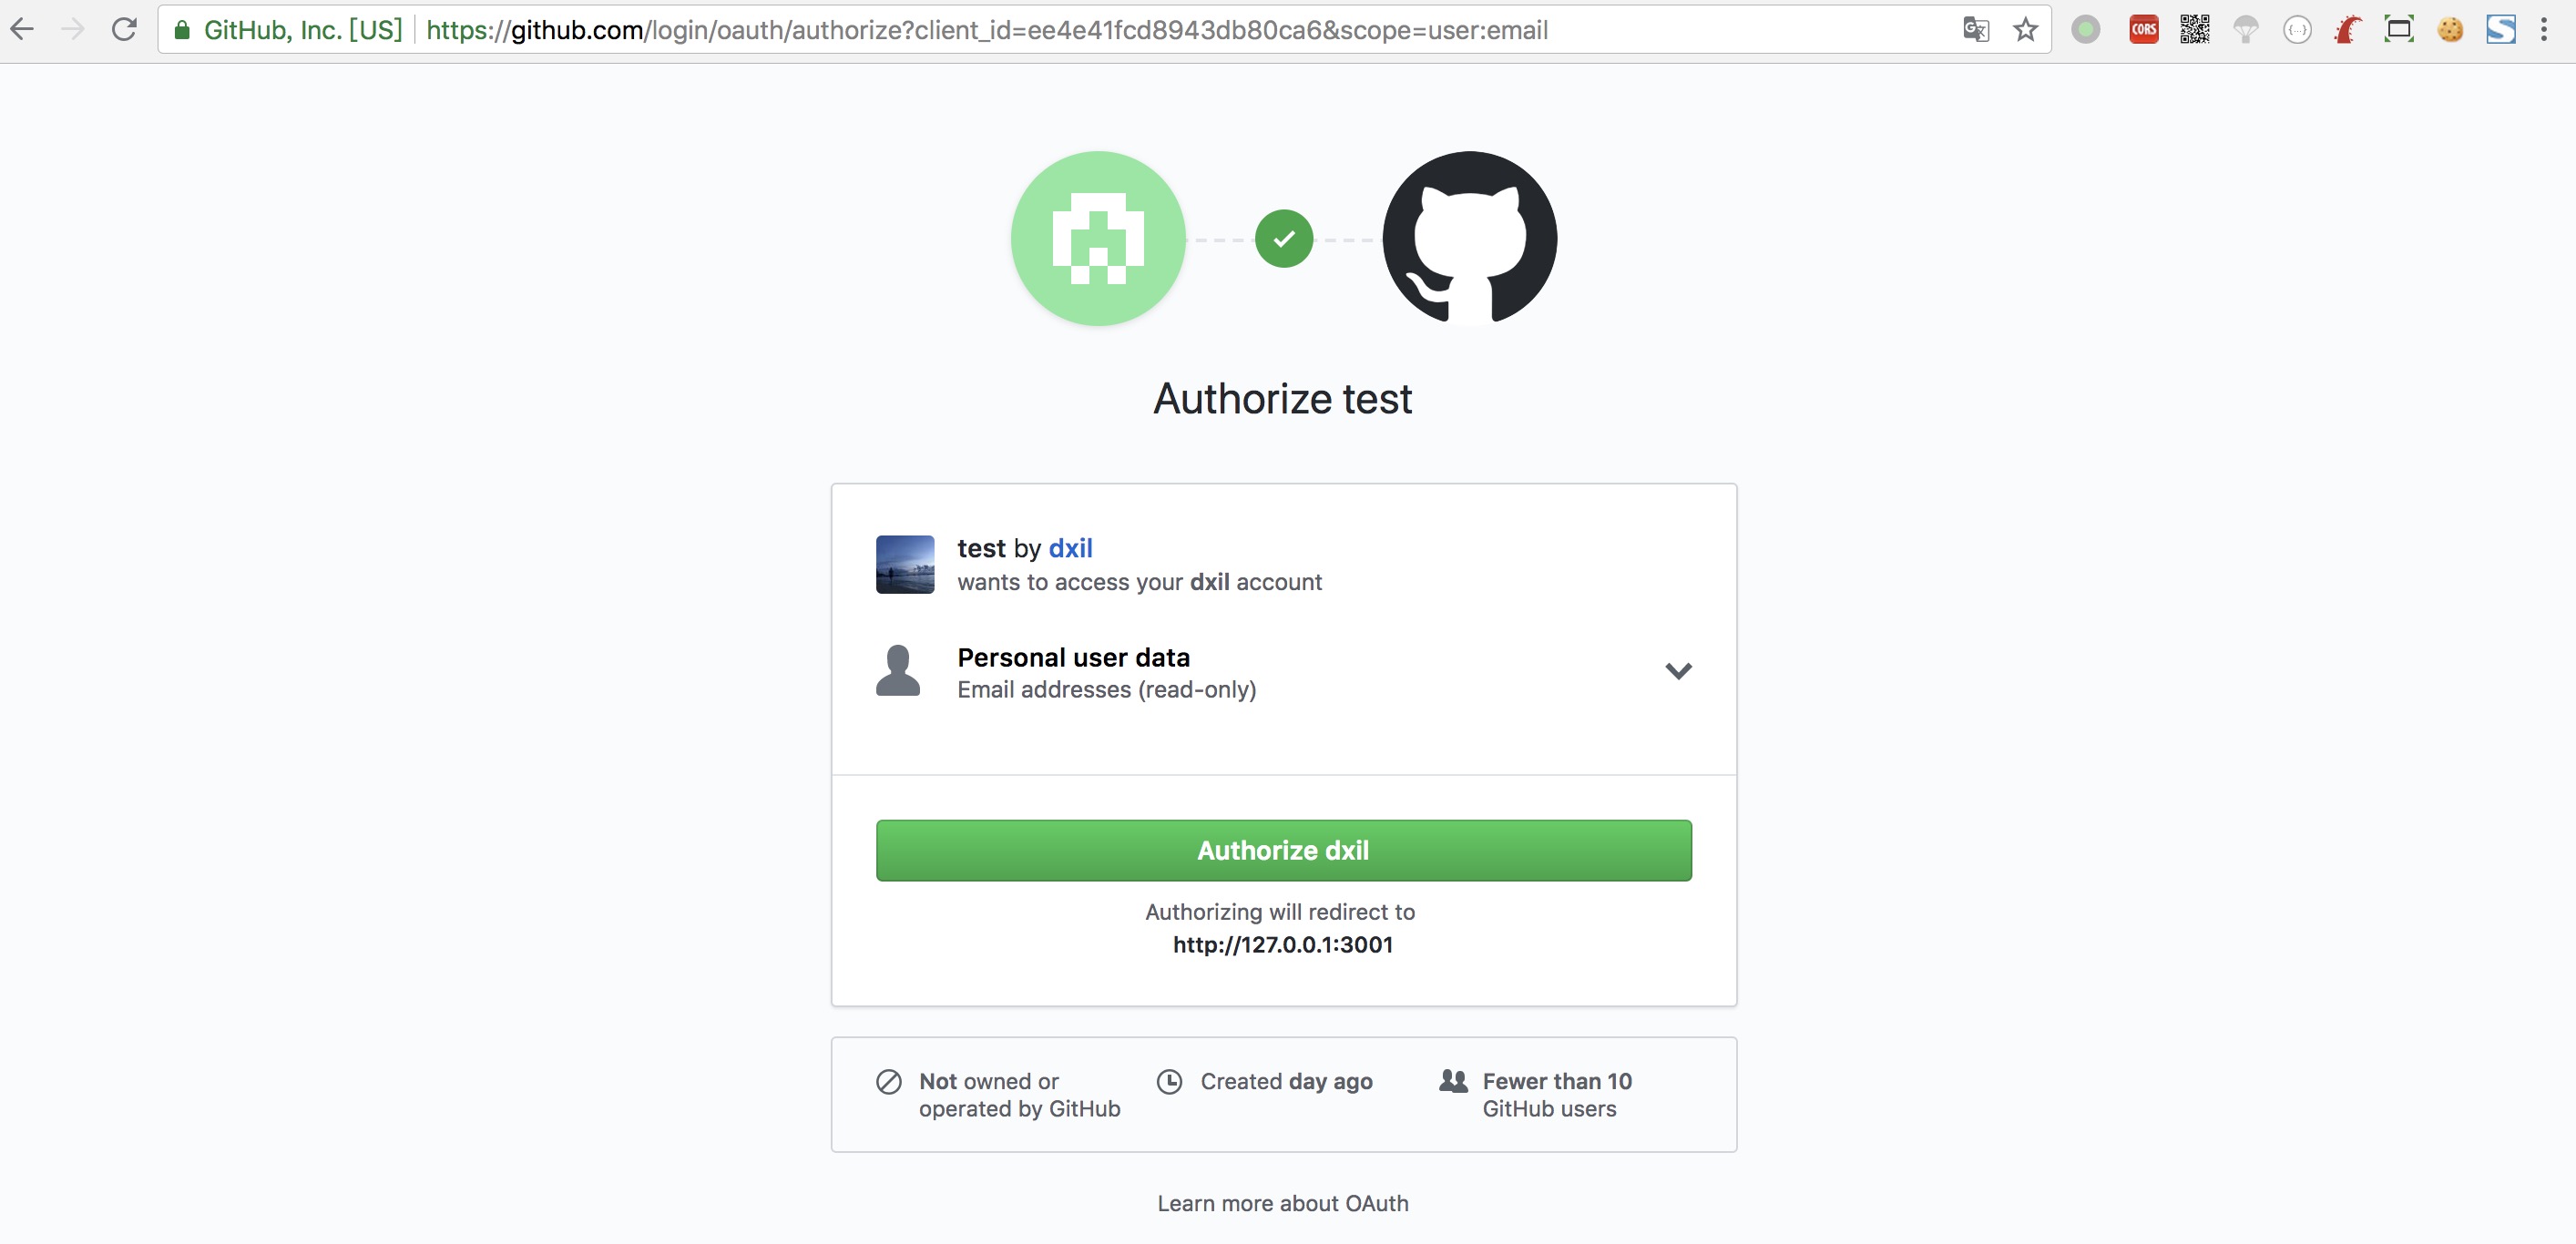 GitHub, Inc. [US] https://github.com/login/oauth/authorize?client_id=ee4e41fcd8943db80ca6&scope=user:email
CORS
Authorize test
test by dxil
wants to access your dxil account
Personal user data
Email addresses (read-only)
Authorize dxil
Authorizing will redirect to
http://127.0.0.1:3001
Not owned or
operated by GitHub
Created day ago
Fewer than 10
GitHub users
Learn more about OAuth